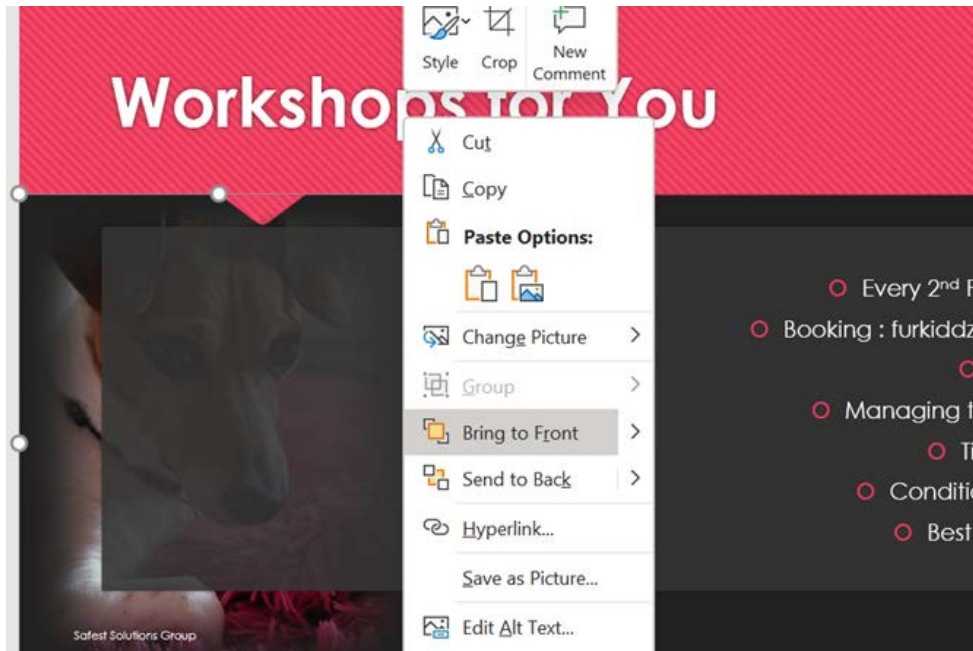 Style Crop New
Comment
Workshops for You
Cut
Copy
Paste Options:
Change Picture
Group
Bring to Front
Send to Back
Hyperlink...
Save as Picture...
Edit Alt Text...
Every 2nd
Booking : furkiddz
Managing
Best
Safest Solutions Group